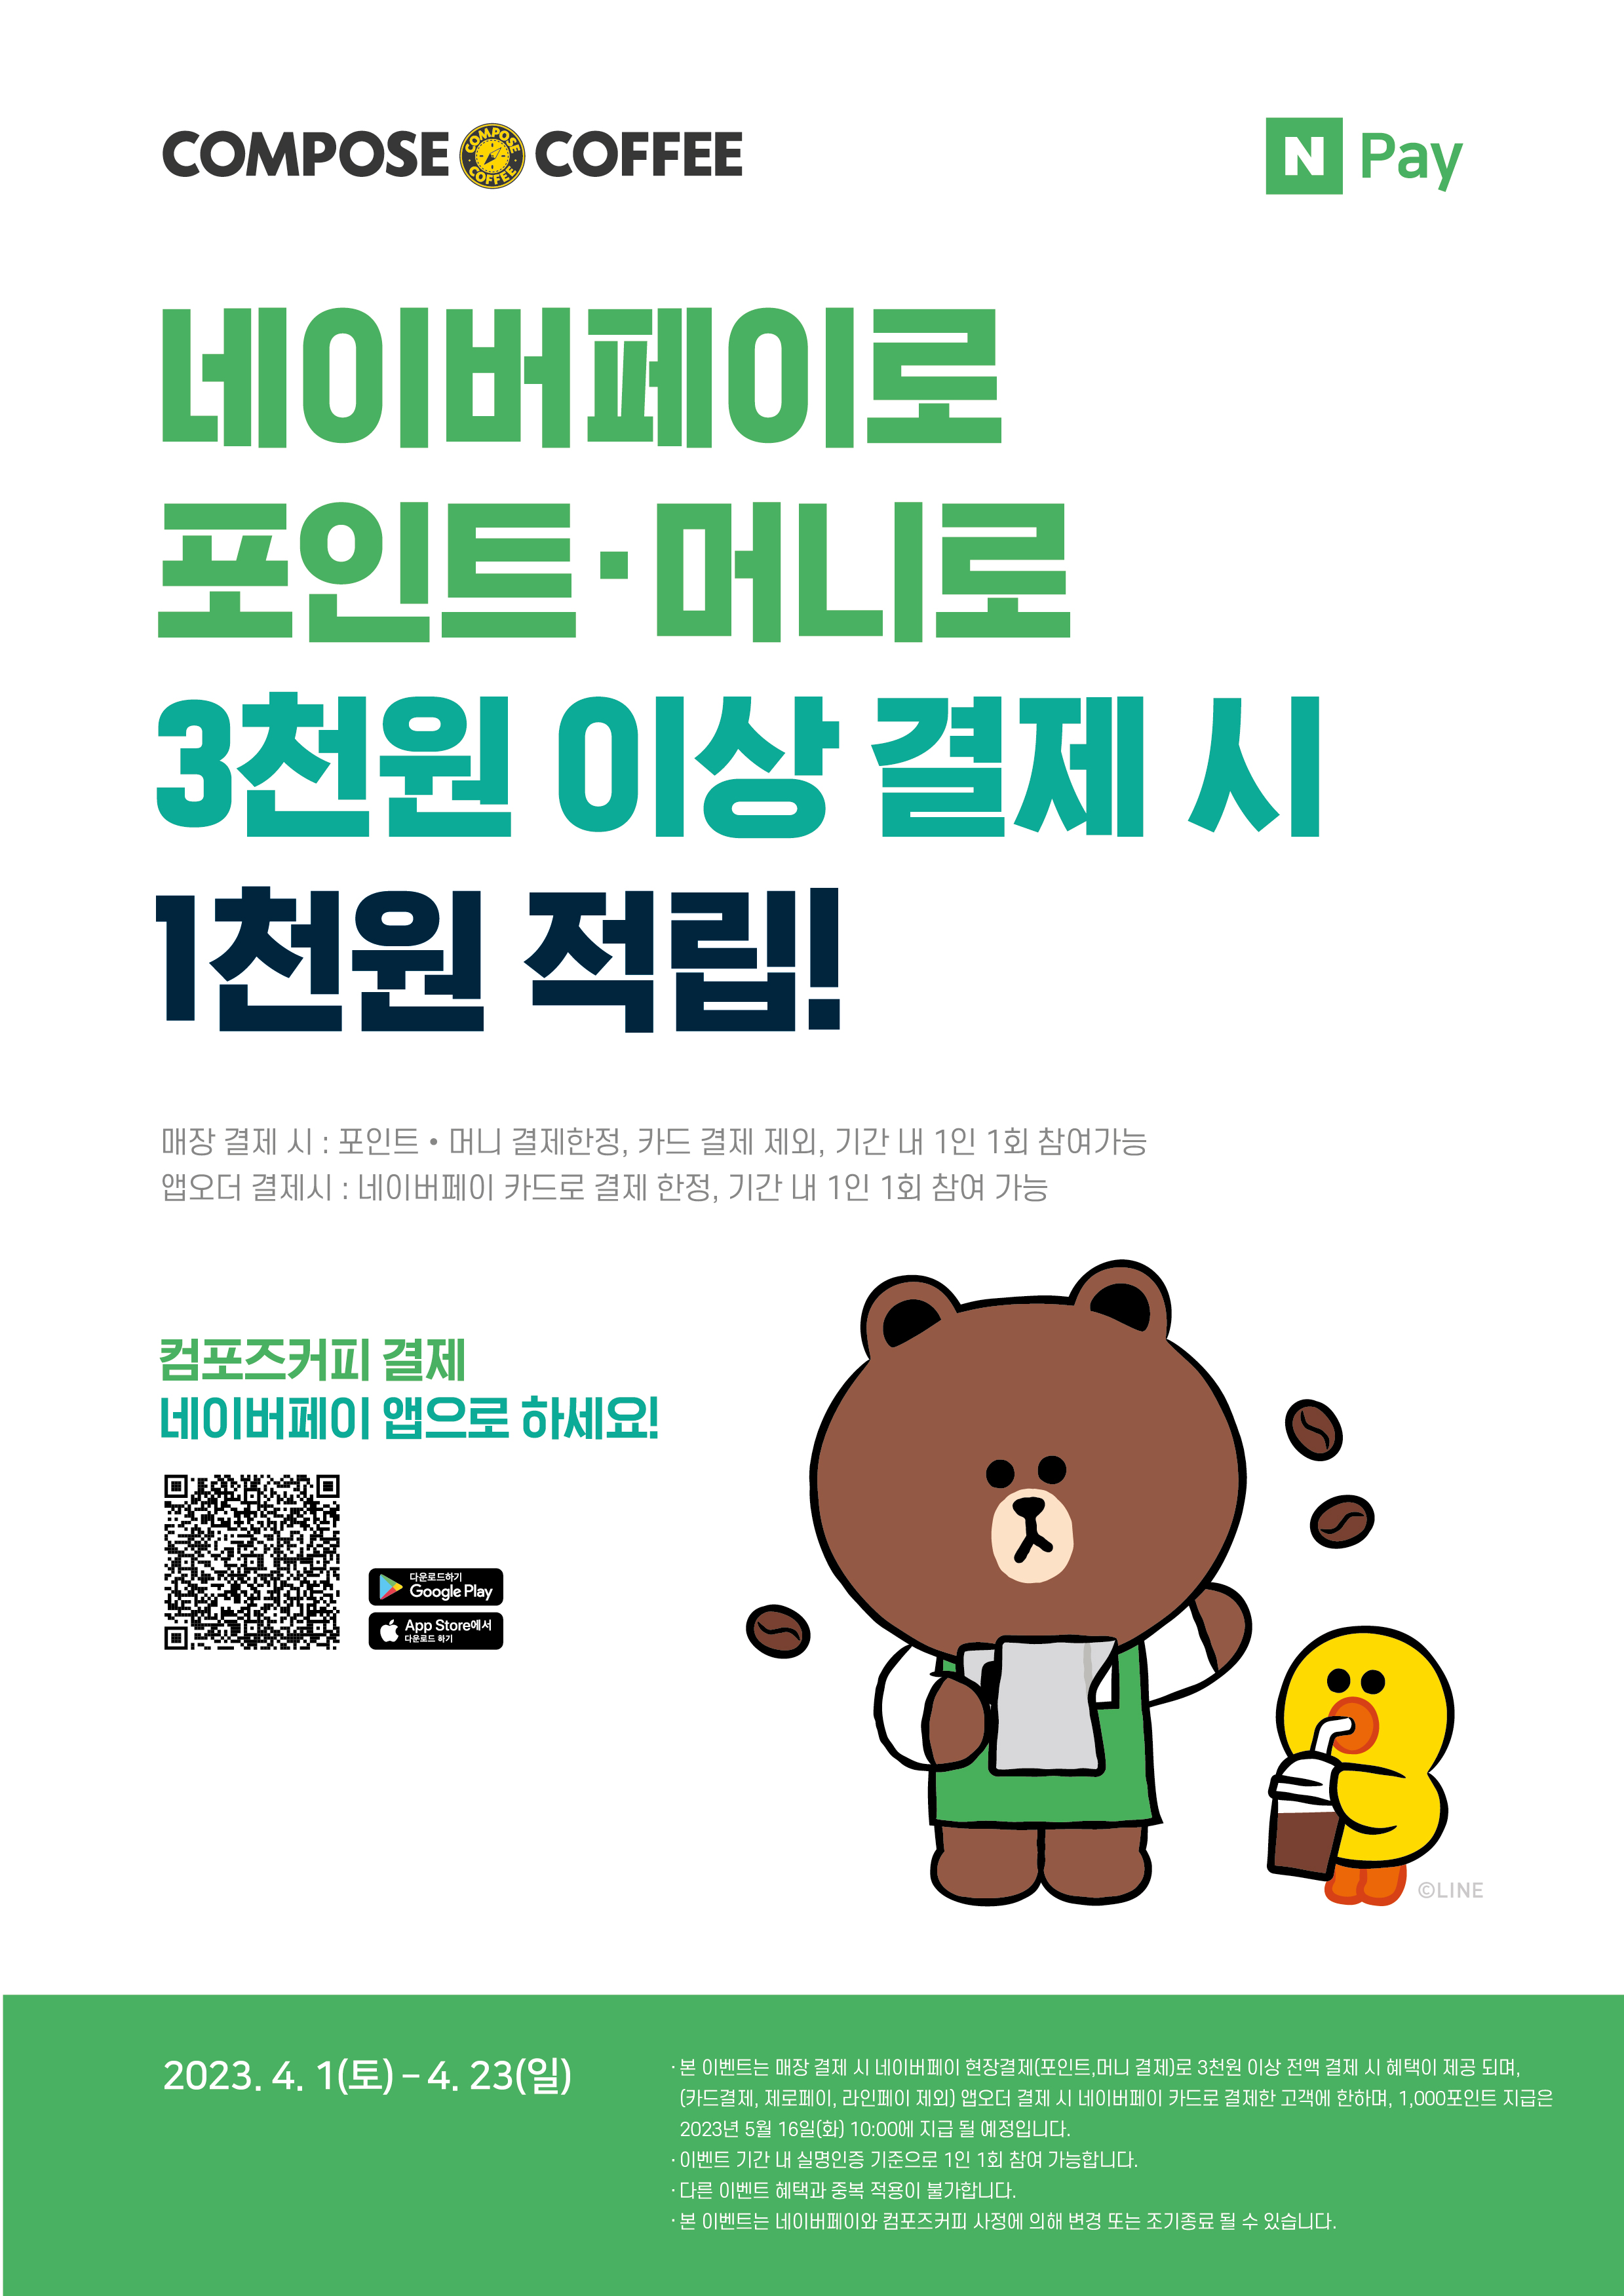 COMPOSE COMPOSE COFFEE COFFEE
N Pay
네이버페이로
포인트·머니로
3천원 이상 결제 시
1천원 적립!
매장 결제 시 : 포인트 • 머니 결제한정, 카드 결제 제외, 기간 내 1인 1회 참여가능
앱오더 결제시 : 네이버페이 카드로 결제 한정, 기간 내 1인 1회 참여 가능
컴포즈커피 결제
네이버페이 앱으로 하세요!
다운로드하기
Google Play
App Store에서
다운로드 하기
©LINE
2023. 4. 1(토) – 4. 23(일)
· 본 이벤트는 매장 결제 시 네이버페이 현장결제(포인트,머니 결제)로 3천원 이상 전액 결제 시 혜택이 제공 되며,
(카드결제, 제로페이, 라인페이 제외) 앱오더 결제 시 네이버페이 카드로 결제한 고객에 한하며, 1,000포인트 지급은
2023년 5월 16일(화) 10:00에 지급 될 예정입니다.
· 이벤트 기간 내 실명인증 기준으로 1인 1회 참여 가능합니다.
· 다른 이벤트 혜택과 중복 적용이 불가합니다.
· 본 이벤트는 네이버페이와 컴포즈커피 사정에 의해 변경 또는 조기종료 될 수 있습니다.